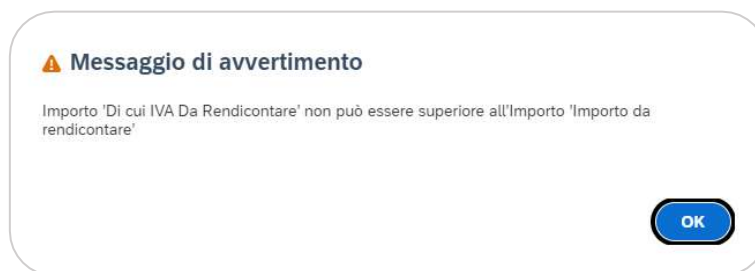 Messaggio di avvertimento
Importo 'Di cui IVA Da Rendicontare' non può essere superiore all'Importo 'Importo da
rendicontare'
OK